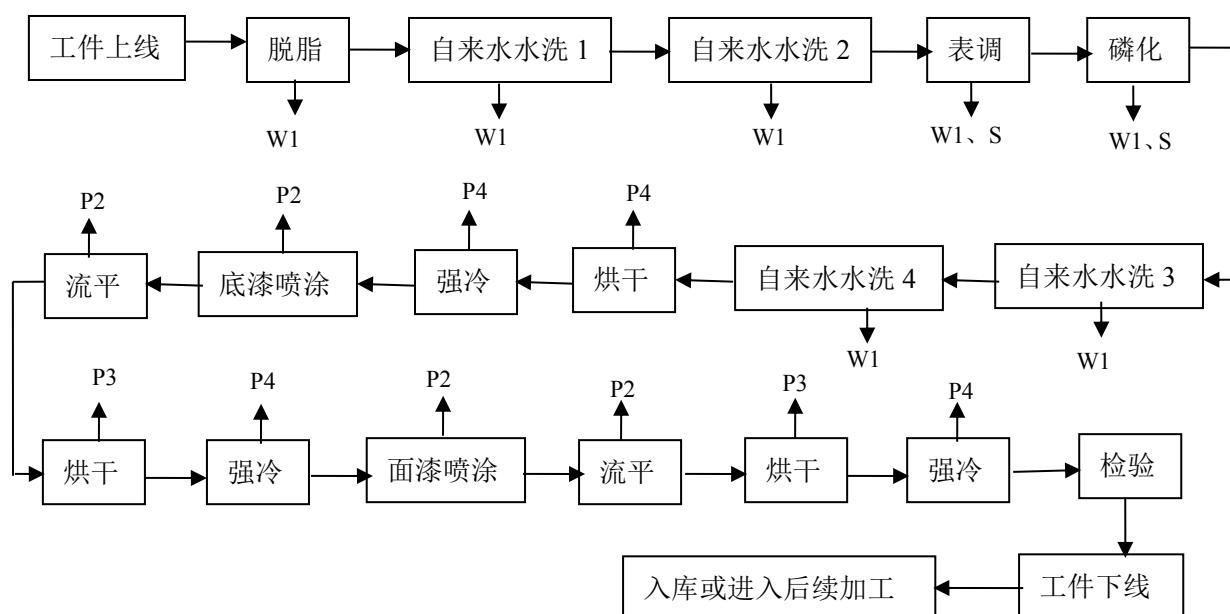 工件上线
脱脂
自来水水洗 1
自来水水洗 2
表调
磷化
W1
W1
W1
W1、S
W1、S
P2
P2
P4
P4
流平
底漆喷涂
强冷
烘干
自来水水洗 4
自来水水洗 3
W1
W1
P3
P4
P2
P2
P3
P4
烘干
强冷
面漆喷涂
流平
烘干
强冷
检验
入库或进入后续加工
工件下线